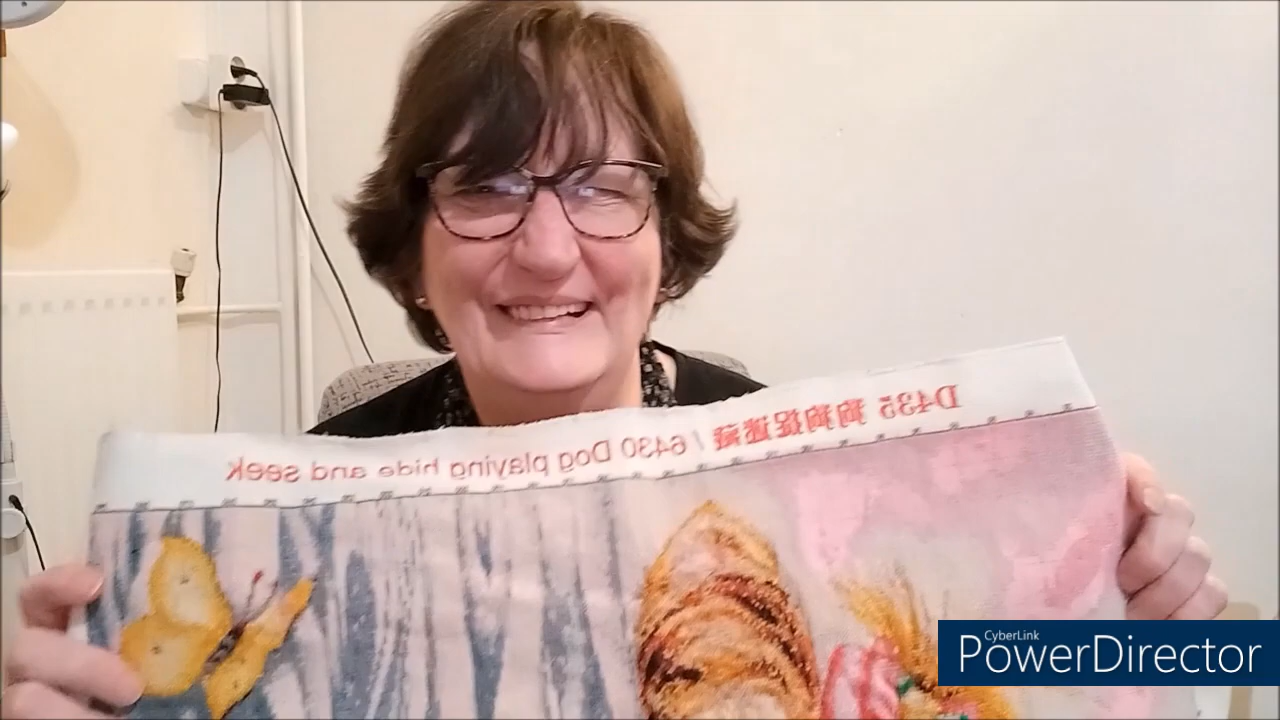 D435 狗狗捉迷藏 / 6430 Dog playing hide and seek
CyberLink
PowerDirector